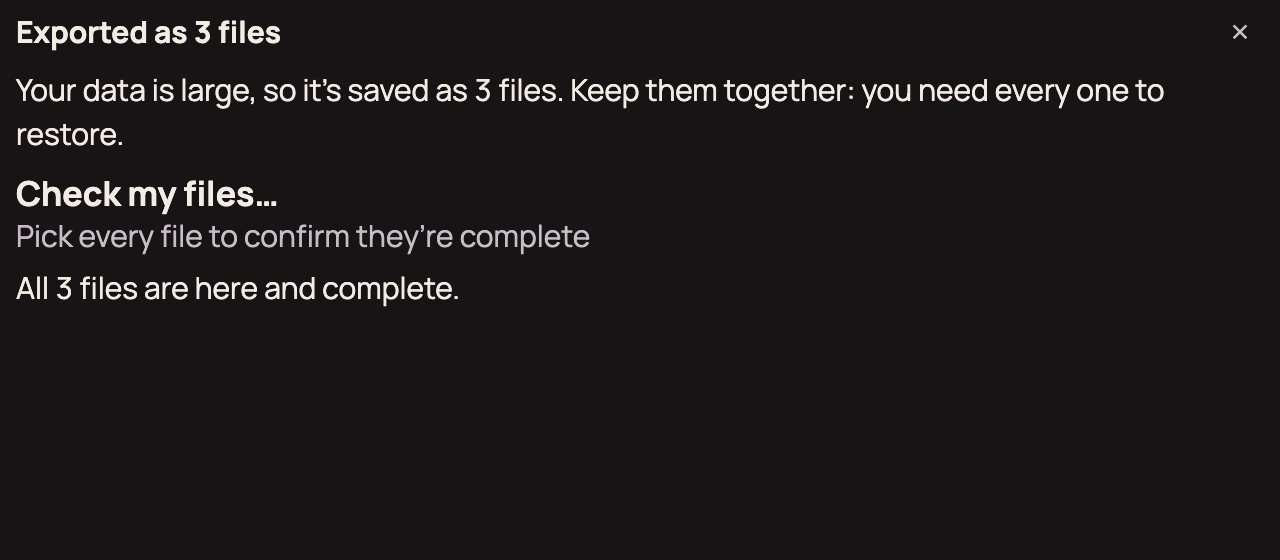 Exported as 3 files
Your data is large, so it’s saved as 3 files. Keep them together: you need every one to
restore.
Check my files…
Pick every file to confirm they’re complete
All 3 files are here and complete.